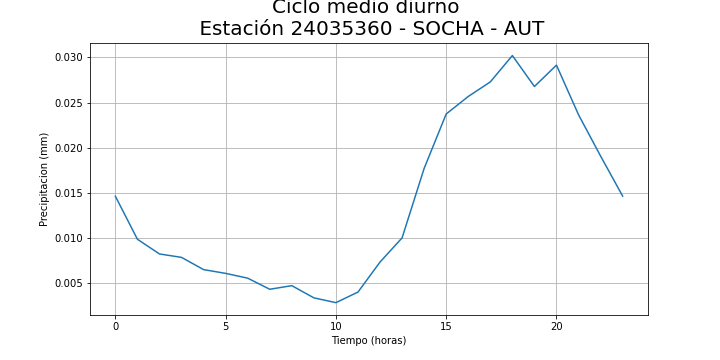 Ciclo medio diurno
Estación 24035360 - SOCHA - AUT
0.030
0.025
0.020
0.015
0.010
0.005
Precipitacion (mm)
0 5 10 15 20
Tiempo (horas)